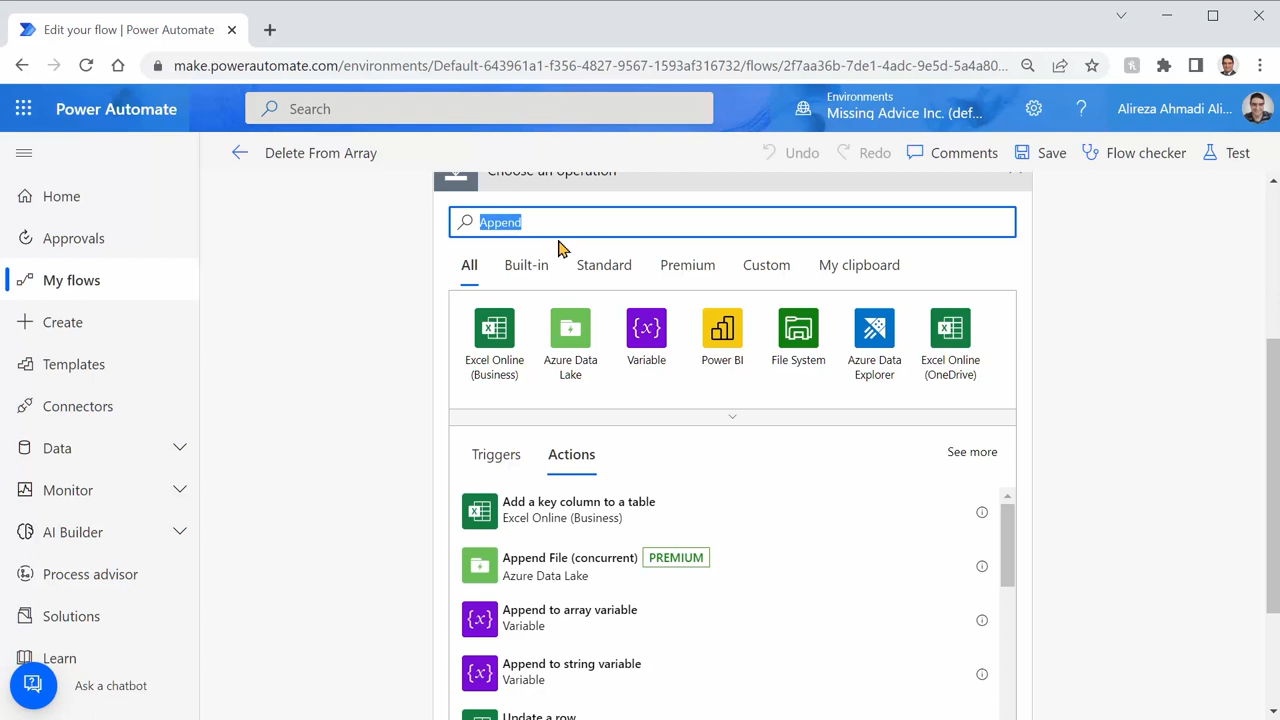 Edit your flow | Power Automate
make.powerautomate.com/environments/Default-643961a1-f356-4827-9567-1593af316732/flows/2f7aa36b-7de1-4adc-9e5d-5a4a80...
Power Automate
Search
Environments
Missing Advice Inc. (def...
Alireza Ahmadi Ali...
Delete From Array
Undo
Redo
Comments
Save
Flow checker
Test
Home
Approvals
My flows
Create
Templates
Connectors
Data
Monitor
AI Builder
Process advisor
Solutions
Learn
Ask a chatbot
Choose an operation
Append
All
Built-in
Standard
Premium
Custom
My clipboard
Excel Online
(Business)
Azure Data
Lake
Variable
Power BI
File System
Azure Data
Explorer
Excel Online
(OneDrive)
Triggers
Actions
See more
Add a key column to a table
Excel Online (Business)
Append File (concurrent) PREMIUM
Azure Data Lake
Append to array variable
Variable
Append to string variable
Variable
Update a row